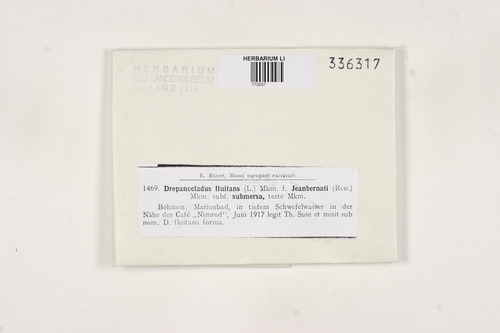 HERBARIUM
OÖ LANDESMUSEUM
LINZ (LI)
HERBARIUM LI
336317
E. Bauer, Musci europaei exsiccati.
1469. Drepanocladus fluitans (L.) Mkm. f. Jeanbernati (Ren.)
Mkm. subf. submersa, teste Mkm.
Böhmen: Marienbad, in tiefem Schwefelwasser in der
Nähe des Café „Nimrod“, Juni 1917 legit Th. Suse et misit sub
nom. D. fluitans forma.